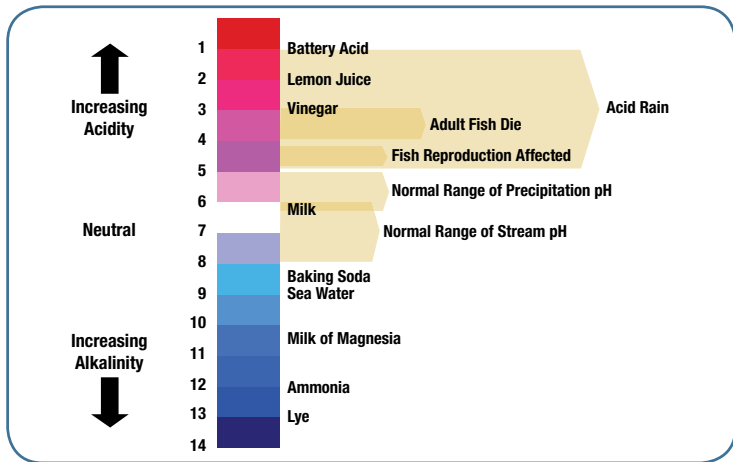 1
Battery Acid
2
Lemon Juice
Increasing
Acidity
3
Vinegar
Acid Rain
Adult Fish Die
4
Fish Reproduction Affected
5
Normal Range of Precipitation pH
6
Milk
Neutral
7
Normal Range of Stream pH
8
Baking Soda
9
Sea Water
10
Increasing
Alkalinity
Milk of Magnesia
11
12
Ammonia
13
Lye
14